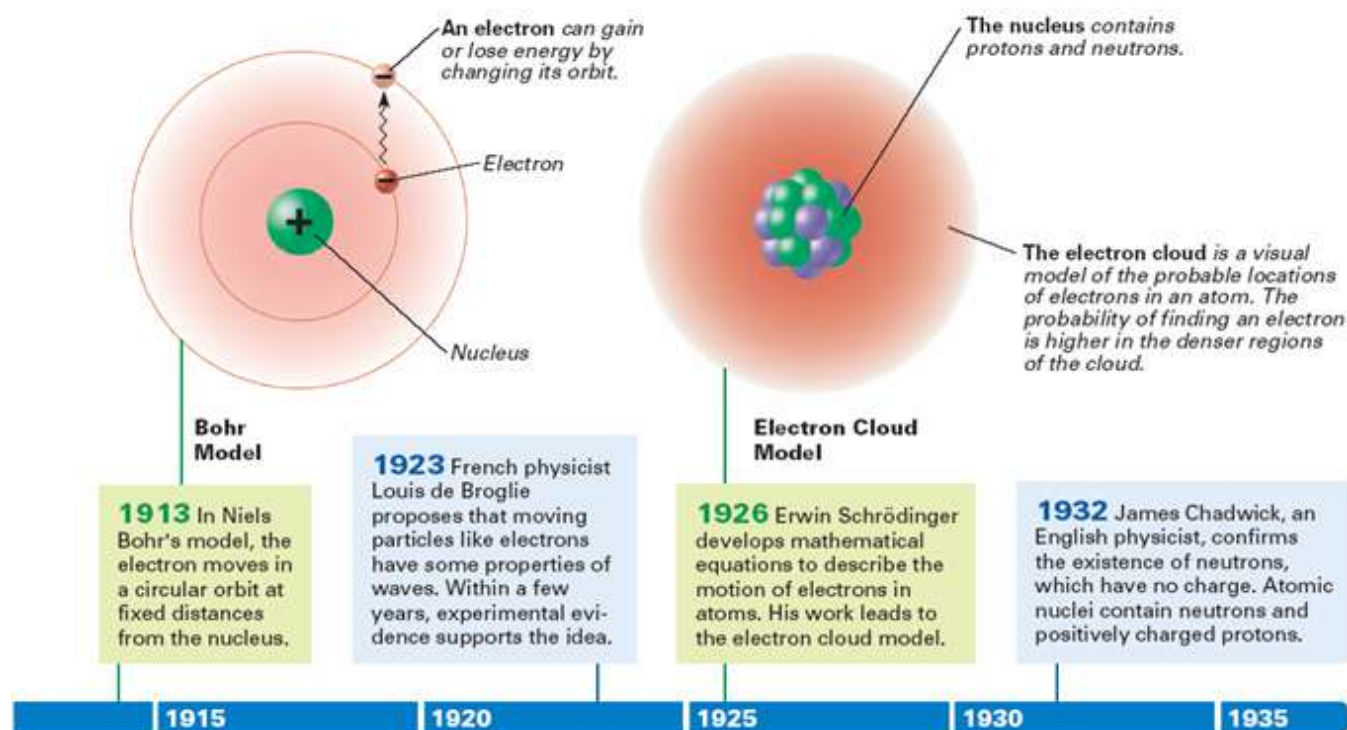 An electron can gain
or lose energy by
changing its orbit.
−
Electron
−
+
Nucleus
The nucleus contains
protons and neutrons.
The electron cloud is a visual
model of the probable locations
of electrons in an atom. The
probability of finding an electron
is higher in the denser regions
of the cloud.
Bohr
Model
1913 In Niels
Bohr's model, the
electron moves in
a circular orbit at
fixed distances
from the nucleus.
1923 French physicist
Louis de Broglie
proposes that moving
particles like electrons
have some properties of
waves. Within a few
years, experimental evi-
dence supports the idea.
Electron Cloud
Model
1926 Erwin Schrödinger
develops mathematical
equations to describe the
motion of electrons in
atoms. His work leads to
the electron cloud model.
1932 James Chadwick, an
English physicist, confirms
the existence of neutrons,
which have no charge. Atomic
nuclei contain neutrons and
positively charged protons.
1915
1920
1925
1930
1935